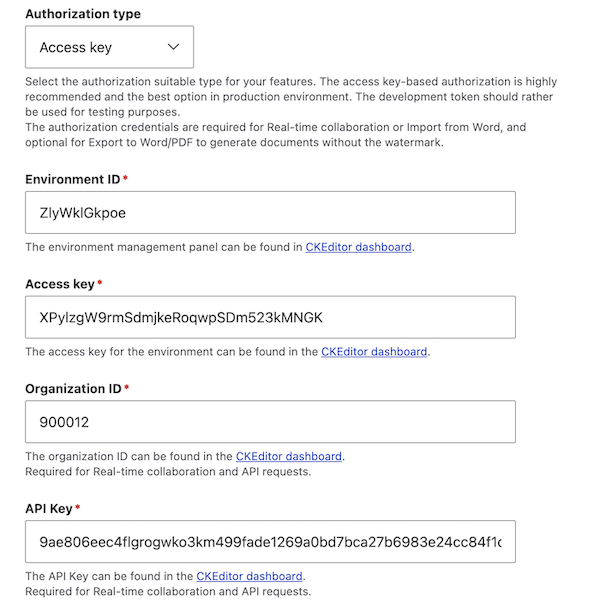 Authorization type
Access key
Select the authorization suitable type for your features. The access key-based authorization is highly
recommended and the best option in production environment. The development token should rather
be used for testing purposes.
The authorization credentials are required for Real-time collaboration or Import from Word, and
optional for Export to Word/PDF to generate documents without the watermark.
Environment ID*
ZlyWklGkpoe
The environment management panel can be found in CKEditor dashboard.
Access key*
XPylzgW9rmSdmjkeRoqwpSDm523kMNGK
The access key for the environment can be found in the CKEditor dashboard.
Organization ID*
900012
The organization ID can be found in the CKEditor dashboard.
Required for Real-time collaboration and API requests.
API Key*
9ae806eec4flgrogwko3km499fade1269a0bd7bca27b6983e24cc84f1c
The API Key can be found in the CKEditor dashboard.
Required for Real-time collaboration and API requests.